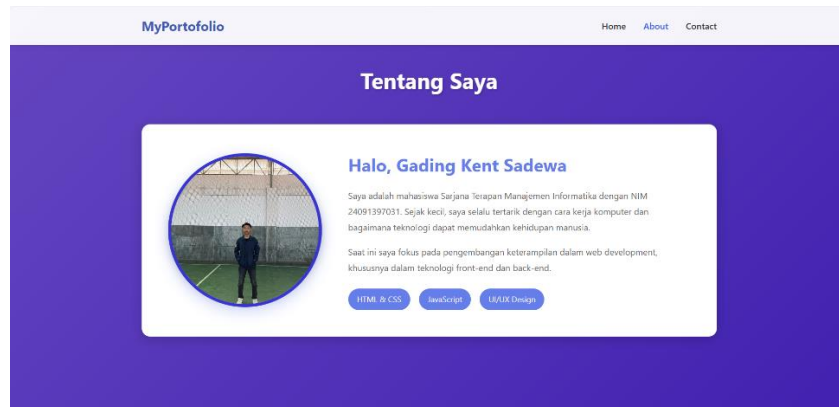 MyPortofolio
Home About Contact
Tentang Saya
Halo, Gading Kent Sadewa
Saya adalah mahasiswa Sarjana Terapan Manajemen Informatika dengan NIM
24091397031. Sejak kecil, saya selalu tertarik dengan cara kerja komputer dan
bagaimana teknologi dapat memudahkan kehidupan manusia.
Saat ini saya fokus pada pengembangan keterampilan dalam web development,
khususnya dalam teknologi front-end dan back-end.
HTML & CSS JavaScript UI/UX Design